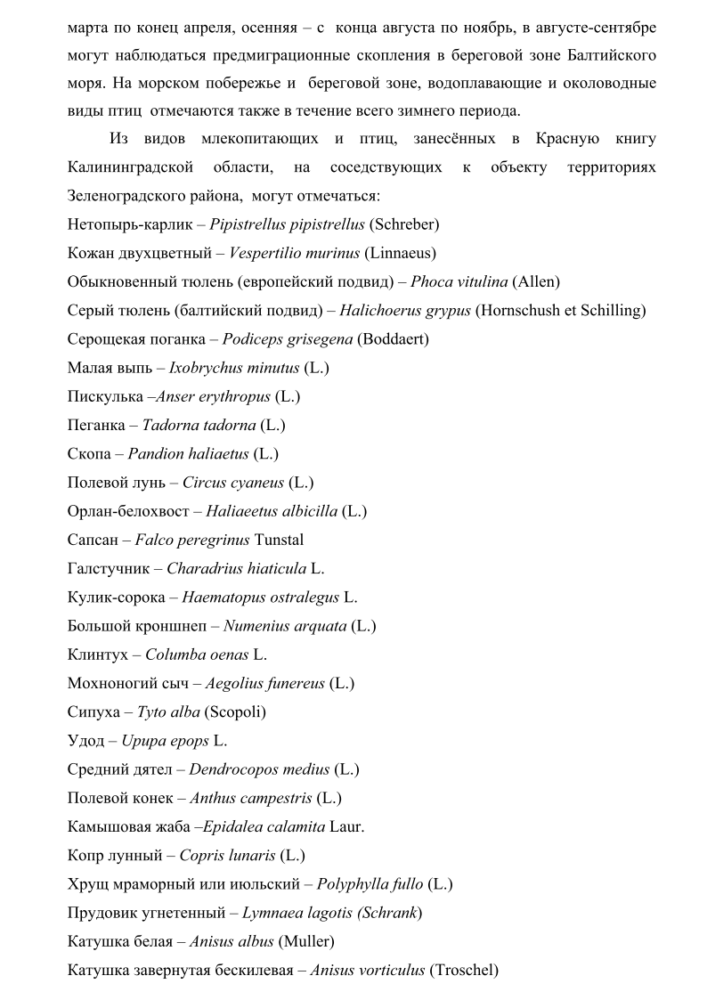 марта по конец апреля, осенняя – с конца августа по ноябрь, в августе-сентябре
могут наблюдаться предмиграционные скопления в береговой зоне Балтийского
моря. На морском побережье и береговой зоне, водоплавающие и околоводные
виды птиц отмечаются также в течение всего зимнего периода.
Из видов млекопитающих и птиц, занесённых в Красную книгу
Калининградской области, на соседствующих к объекту территориях
Зеленоградского района, могут отмечаться:
Нетопырь-карлик – Pipistrellus pipistrellus (Schreber)
Кожан двухцветный – Vespertilio murinus (Linnaeus)
Обыкновенный тюлень (европейский подвид) – Phoca vitulina (Allen)
Серый тюлень (балтийский подвид) – Halichoerus grypus (Hornschush et Schilling)
Серощекая поганка – Podiceps grisegena (Boddaert)
Малая выпь – Ixobrychus minutus (L.)
Пискулька –Anser erythropus (L.)
Пеганка – Tadorna tadorna (L.)
Скопа – Pandion haliaetus (L.)
Полевой лунь – Circus cyaneus (L.)
Орлан-белохвост – Haliaeetus albicilla (L.)
Сапсан – Falco peregrinus Tunstal
Галстучник – Charadrius hiaticula L.
Кулик-сорока – Haematopus ostralegus L.
Большой кроншнеп – Numenius arquata (L.)
Клинтух – Columba oenas L.
Мохноногий сыч – Aegolius funereus (L.)
Сипуха – Tyto alba (Scopoli)
Удод – Upupa epops L.
Средний дятел – Dendrocopos medius (L.)
Полевой конек – Anthus campestris (L.)
Камышовая жаба –Epidalea calamita Laur.
Копр лунный – Copris lunaris (L.)
Хрущ мраморный или июльский – Polyphylla fullo (L.)
Прудовик угнетенный – Lymnaea lagotis (Schrank)
Катушка белая – Anisus albus (Muller)
Катушка завернутая бескилевая – Anisus vorticulus (Troschel)